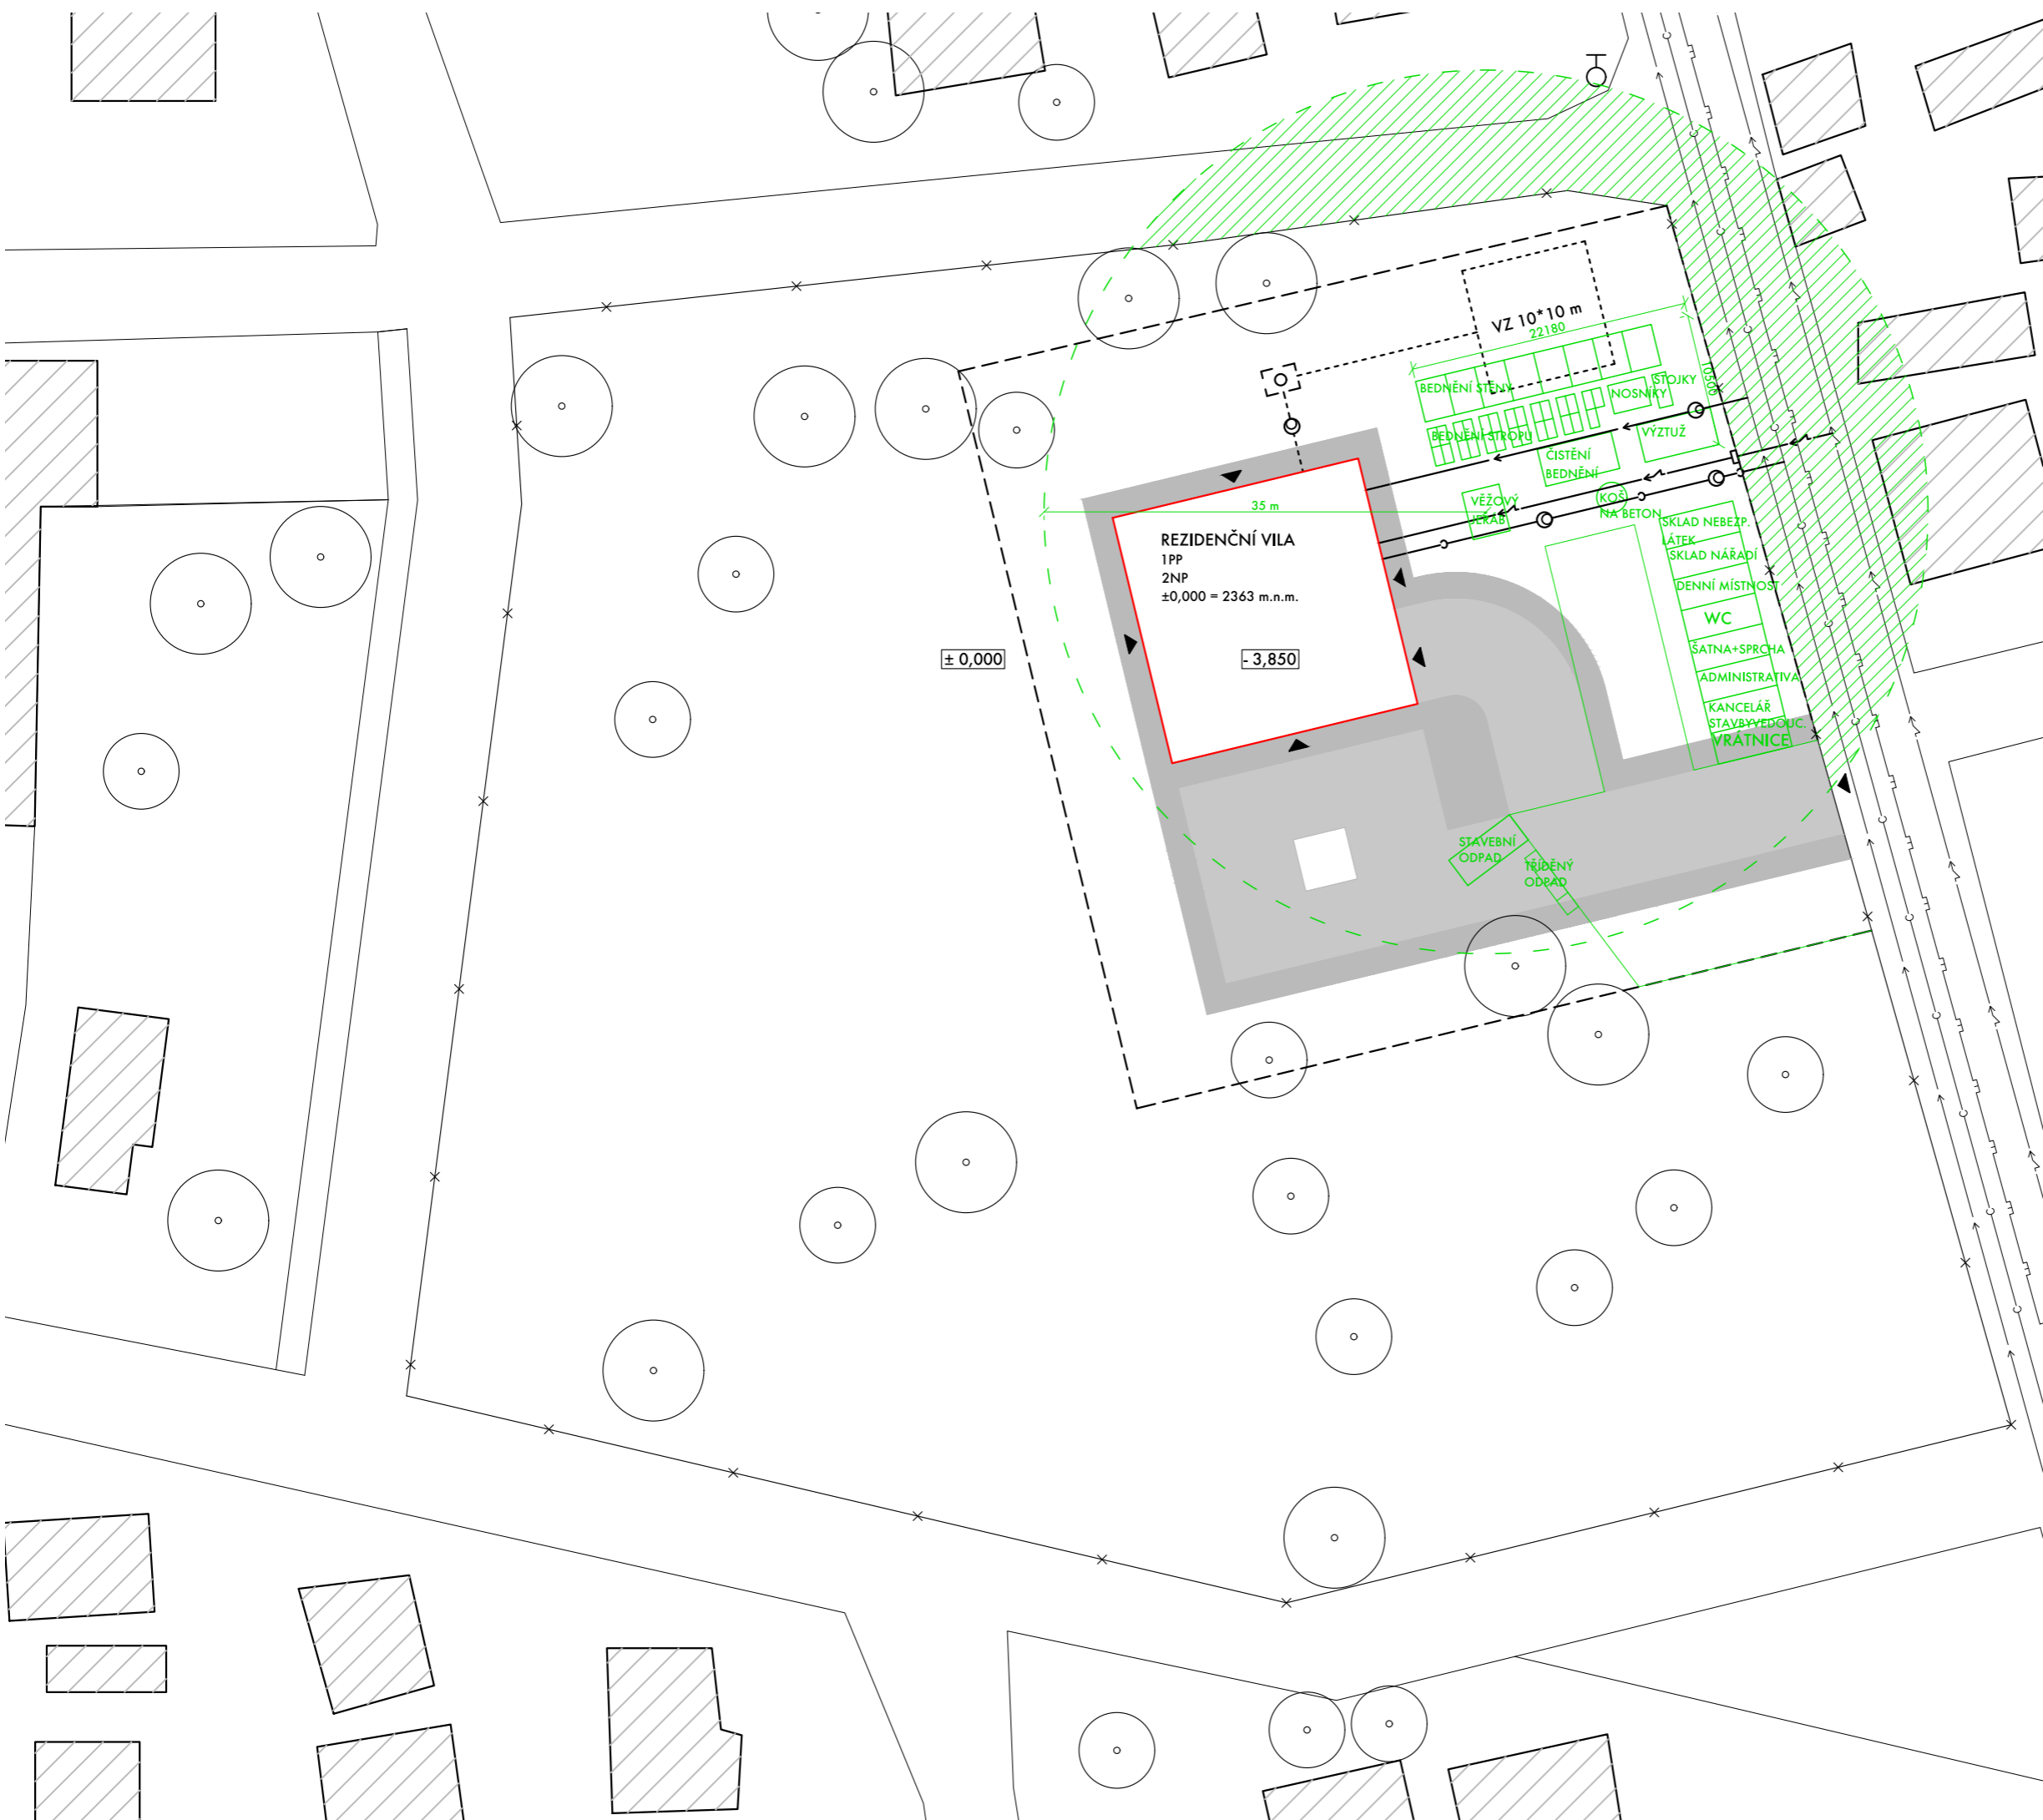 VZ 10*10 m
22180
10500
BEDNĚNÍ STĚNY
STOJKY
NOSNÍKY
BEDNĚNÍ STROPU
VÝZTUŽ
ČISTĚNÍ
BEDNĚNÍ
VĚŽOVÝ
JEŘÁB
KOŠ
NA BETON
35 m
SKLAD NEBEZP.
LÁTEK
SKLAD NÁŘADÍ
DENNÍ MÍSTNOST
WC
ŠATNA+SPRCHA
ADMINISTRATIVA
KANCELÁŘ
STAVBYVEDOUC.
VRÁTNICE
REZIDENČNÍ VILA
1PP
2NP
±0,000 = 2363 m.n.m.
± 0,000
- 3,850
STAVEBNÍ
ODPAD
TŘÍDĚNÝ
ODPAD